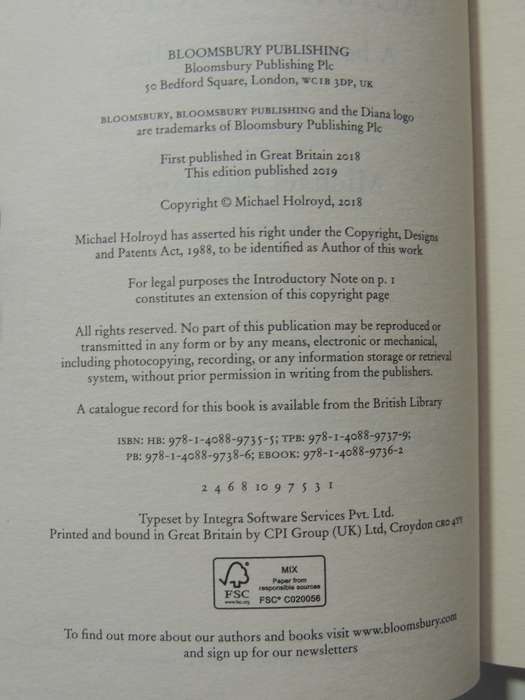 BLOOMSBURY PUBLISHING
Bloomsbury Publishing Plc
50 Bedford Square, London, WC1B 3DP, UK
BLOOMSBURY, BLOOMSBURY PUBLISHING and the Diana logo
are trademarks of Bloomsbury Publishing Plc
First published in Great Britain 2018
This edition published 2019
Copyright © Michael Holroyd, 2018
Michael Holroyd has asserted his right under the Copyright, Designs
and Patents Act, 1988, to be identified as Author of this work
For legal purposes the Introductory Note on p. 1
constitutes an extension of this copyright page
All rights reserved. No part of this publication may be reproduced or
transmitted in any form or by any means, electronic or mechanical,
including photocopying, recording, or any information storage or retrieval
system, without prior permission in writing from the publishers.
A catalogue record for this book is available from the British Library
ISBN: HB: 978-1-4088-9735-5; TPB: 978-1-4088-9737-9;
PB: 978-1-4088-9738-6; EBOOK: 978-1-4088-9736-2
2 4 6 8 10 9 7 5 3 1
Typeset by Integra Software Services Pvt. Ltd.
Printed and bound in Great Britain by CPI Group (UK) Ltd, Croydon CR0 4YY
FSC
www.fsc.org
MIX
Paper from
responsible sources
FSC® C020056
To find out more about our authors and books visit www.bloomsbury.com
and sign up for our newsletters